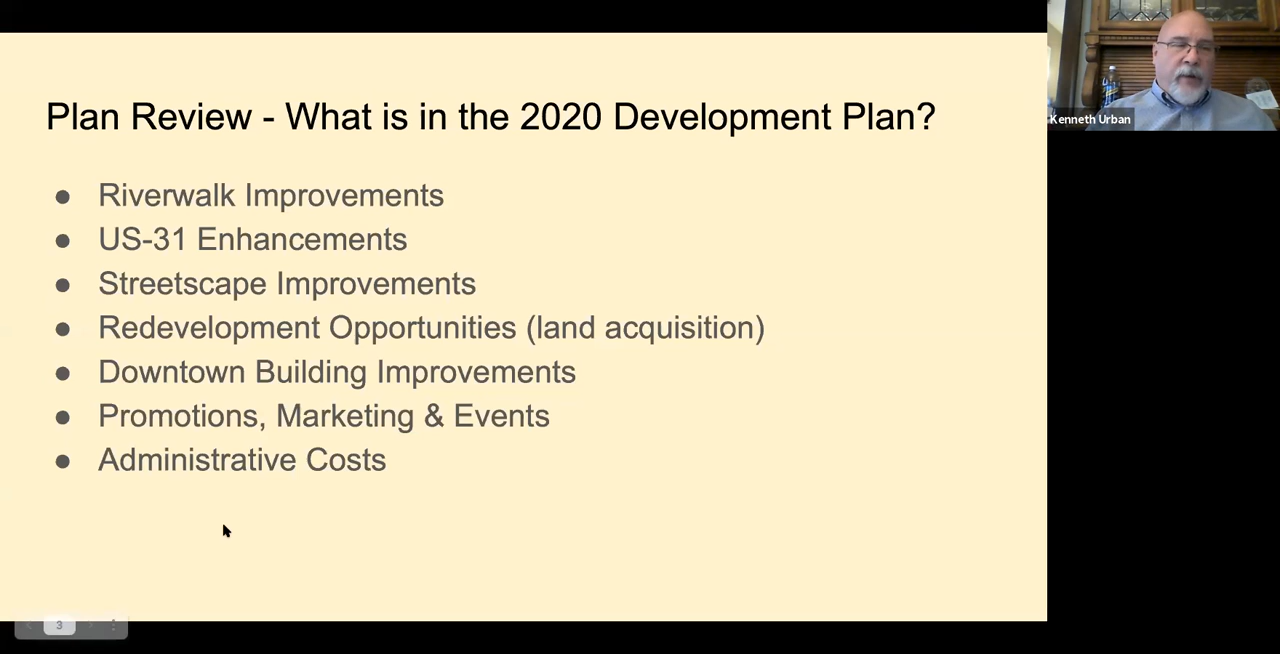 Plan Review - What is in the 2020 Development Plan?
● Riverwalk Improvements
● US-31 Enhancements
● Streetscape Improvements
● Redevelopment Opportunities (land acquisition)
● Downtown Building Improvements
● Promotions, Marketing & Events
● Administrative Costs
Kenneth Urban
3